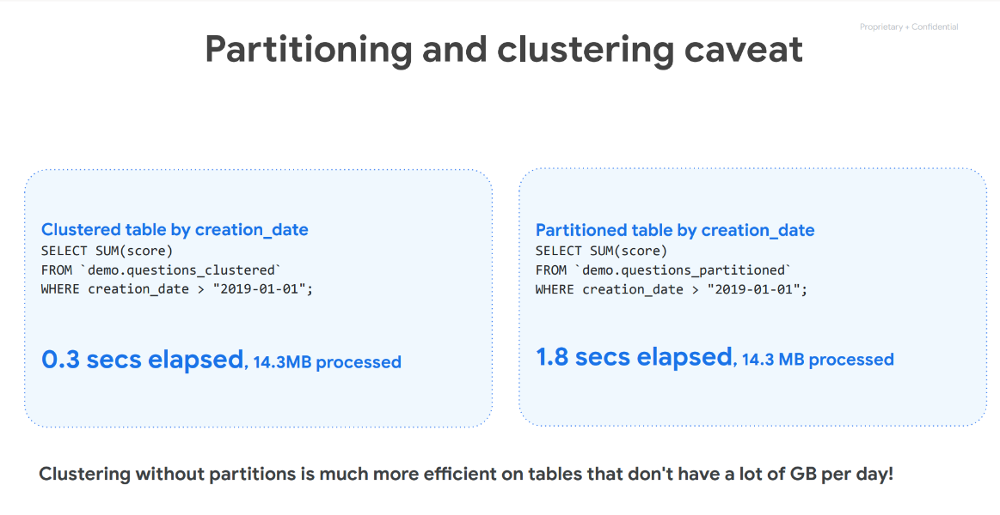 Proprietary + Confidential
Partitioning and clustering caveat
Clustered table by creation_date
SELECT SUM(score)
FROM `demo.questions_clustered`
WHERE creation_date > "2019-01-01";
0.3 secs elapsed, 14.3MB processed
Partitioned table by creation_date
SELECT SUM(score)
FROM `demo.questions_partitioned`
WHERE creation_date > "2019-01-01";
1.8 secs elapsed, 14.3 MB processed
Clustering without partitions is much more efficient on tables that don't have a lot of GB per day!